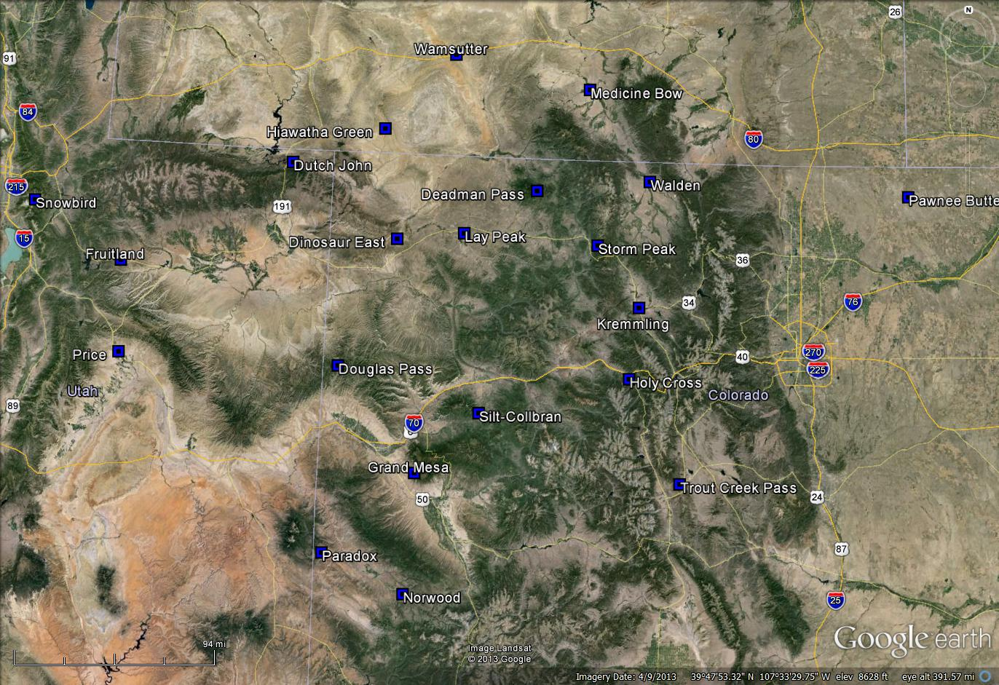 26
N
91
Wamsutter
Medicine Bow
84
Hiawatha Green
80
Dutch John
215
Snowbird
191
Deadman Pass
Walden
Pawnee Butte
15
Fruitland
Dinosaur East
Lay Peak
Storm Peak
36
34
76
Kremmling
Price
270
40
Douglas Pass
225
Utah
Holy Cross
Colorado
89
70
6
Silt-Collbran
Grand Mesa
50
Trout Creek Pass
24
87
Paradox
Norwood
25
94 mi
Image Landsat
© 2013 Google
Google earth
Imagery Date: 4/9/2013 39°47'53.32" N 107°33'29.75" W elev 8628 ft eye alt 391.57 mi